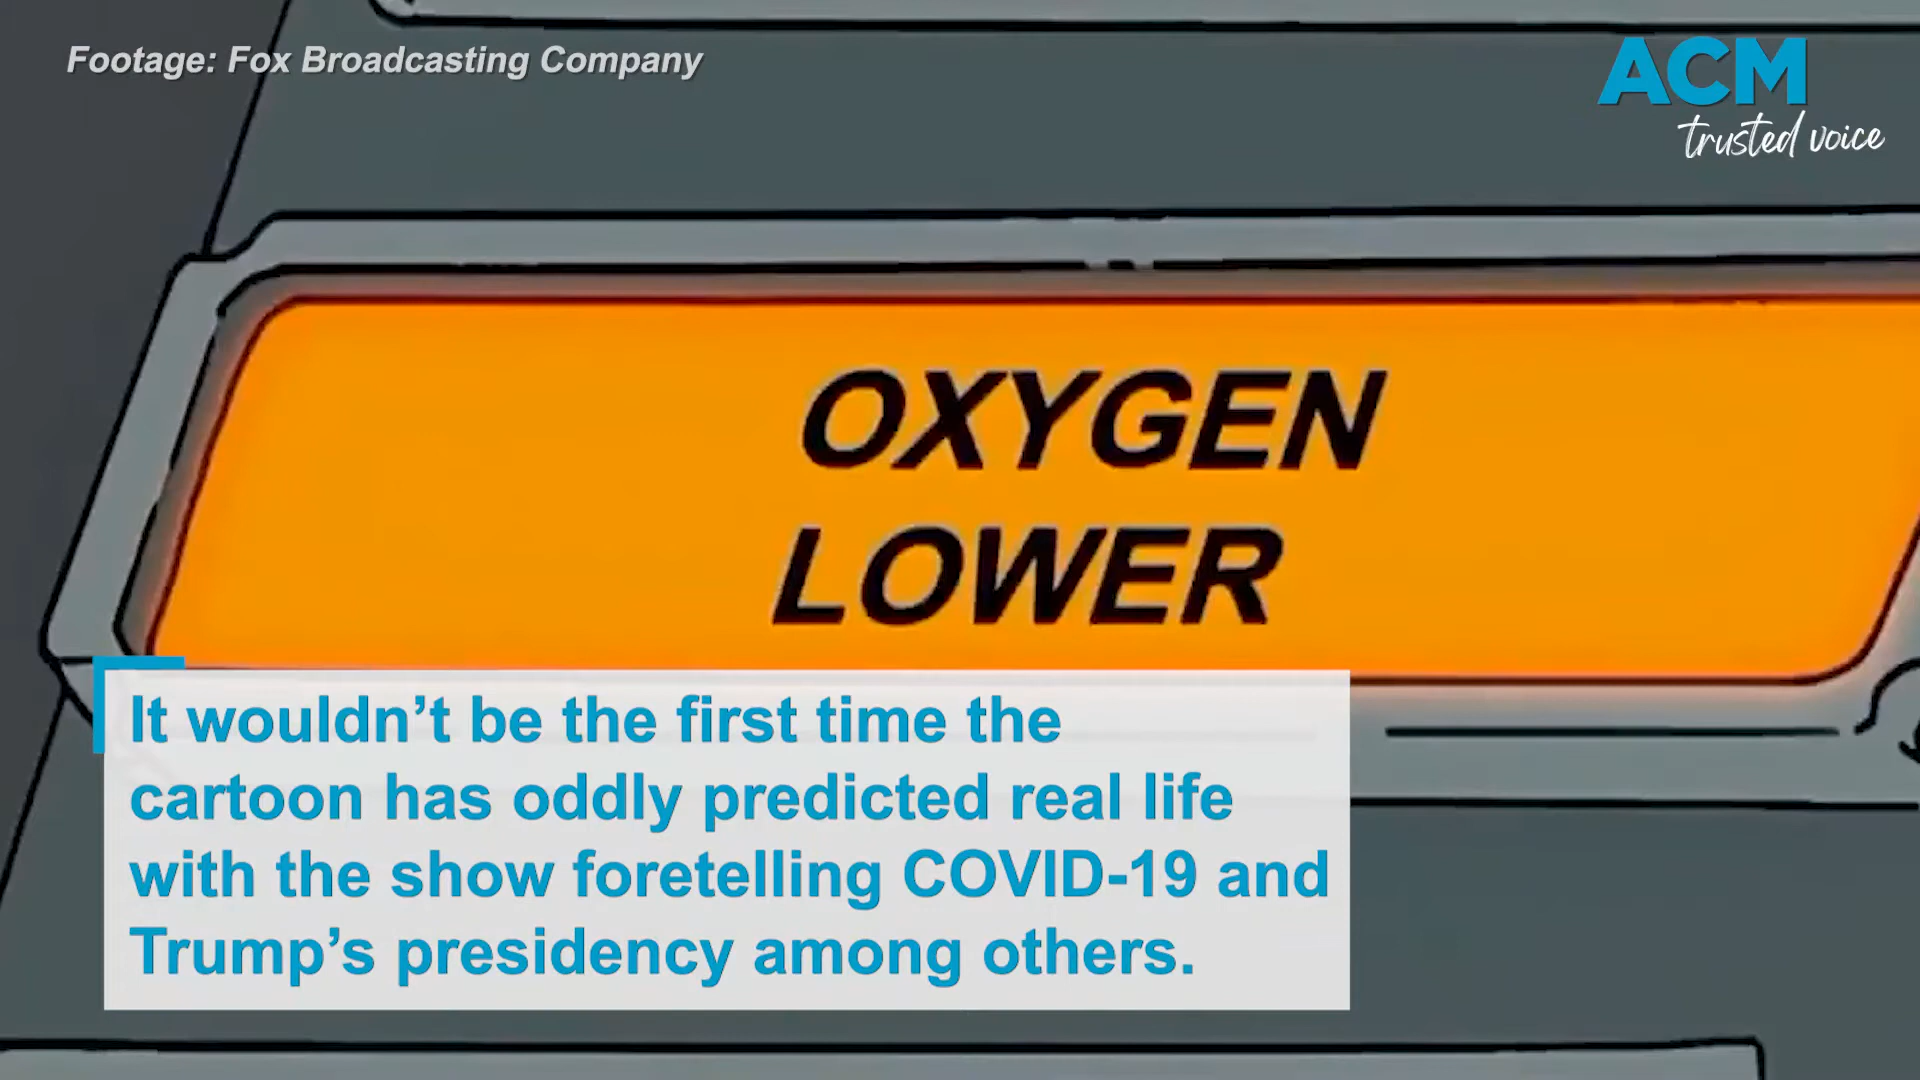 Footage: Fox Broadcasting Company
ACM
trusted voice
OXYGEN
LOWER
It wouldn’t be the first time the
cartoon has oddly predicted real life
with the show foretelling COVID-19 and
Trump’s presidency among others.